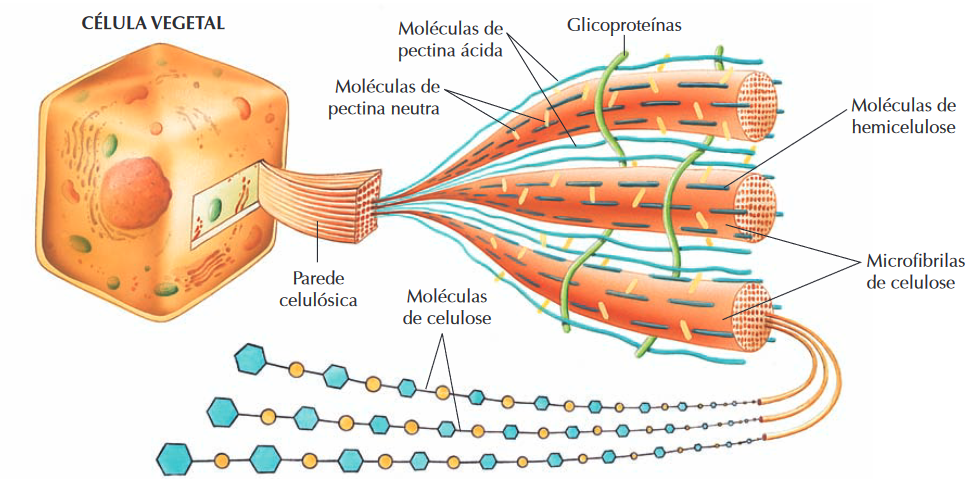 CÉLULA VEGETAL
Moléculas de
pectina ácida
Glicoproteínas
Moléculas de
pectina neutra
Moléculas de
hemicelulose
Microfibrilas
de celulose
Parede
celulósica
Moléculas
de celulose